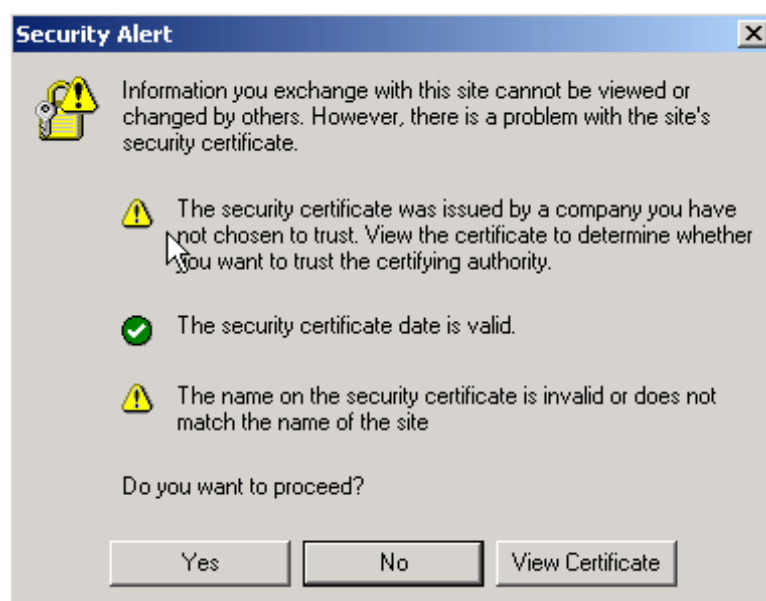 Security Alert
Information you exchange with this site cannot be viewed or
changed by others. However, there is a problem with the site's
security certificate.
The security certificate was issued by a company you have
not chosen to trust. View the certificate to determine whether
you want to trust the certifying authority.
The security certificate date is valid.
The name on the security certificate is invalid or does not
match the name of the site
Do you want to proceed?
Yes No View Certificate